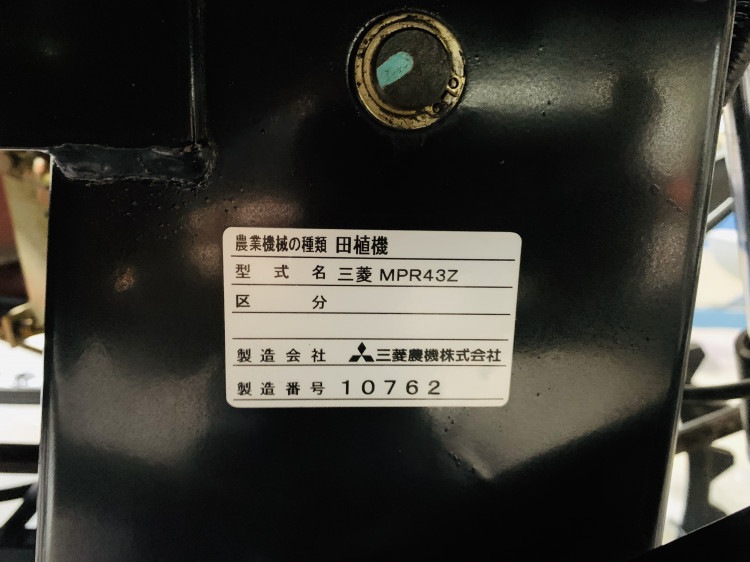 農業機械の種類 田植機
型式名 三菱 MPR43Z
区分
製造会社 三菱農機株式会社
製造番号 10762